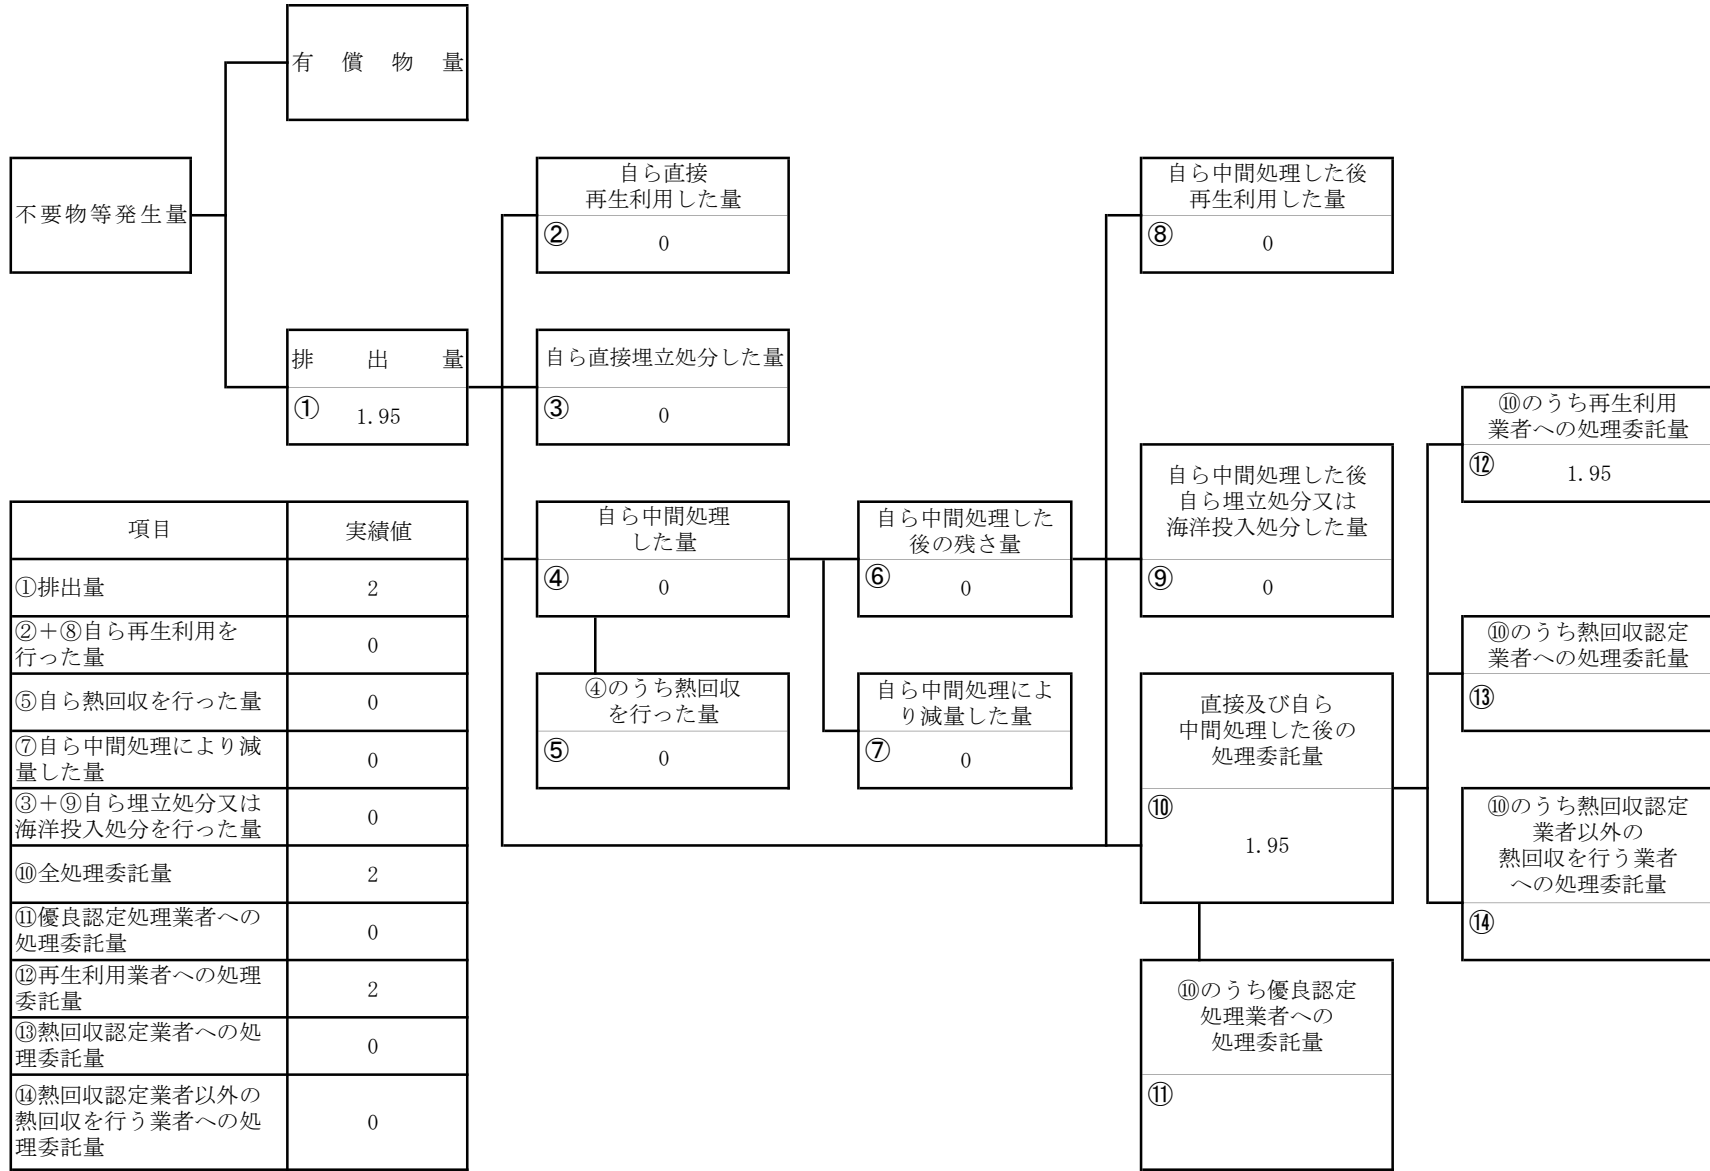 有償物量
不要物等発生量
排出量
① 1.95
自ら直接
再生利用した量
② 0
自ら直接埋立処分した量
③ 0
自ら中間処理
した量
④ 0
④のうち熱回収
を行った量
⑤ 0
自ら中間処理した
後の残さ量
⑥ 0
自ら中間処理によ
り減量した量
⑦ 0
自ら中間処理した後
再生利用した量
⑧ 0
自ら中間処理した後
自ら埋立処分又は
海洋投入処分した量
⑨ 0
直接及び自ら
中間処理した後の
処理委託量
⑩
1.95
⑩のうち優良認定
処理業者への
処理委託量
⑪
⑩のうち再生利用
業者への処理委託量
⑫ 1.95
⑩のうち熱回収認定
業者への処理委託量
⑬
⑩のうち熱回収認定
業者以外の
熱回収を行う業者
への処理委託量
⑭
項目 実績値
①排出量 2
②＋⑧自ら再生利用を
行った量 0
⑤自ら熱回収を行った量 0
⑦自ら中間処理により減
量した量 0
③＋⑨自ら埋立処分又は
海洋投入処分を行った量 0
⑩全処理委託量 2
⑪優良認定処理業者への
処理委託量 0
⑫再生利用業者への処理
委託量 2
⑬熱回収認定業者への処
理委託量 0
⑭熱回収認定業者以外の
熱回収を行う業者への処
理委託量 0